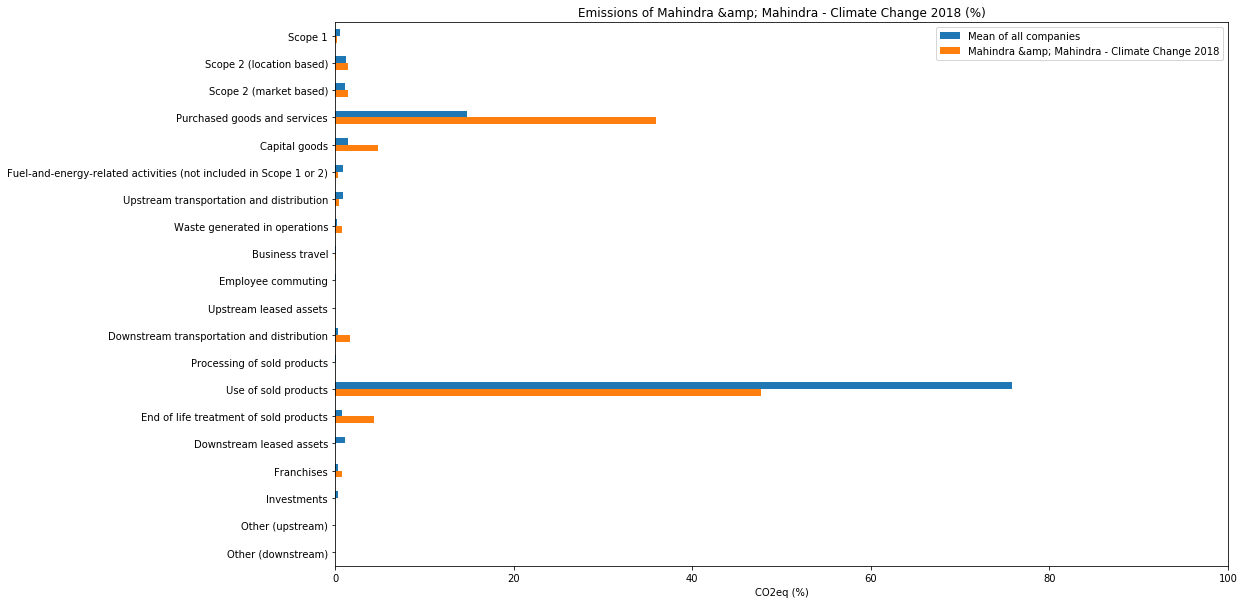 Emissions of Mahindra &amp; Mahindra - Climate Change 2018 (%)
Mean of all companies
Mahindra &amp; Mahindra - Climate Change 2018
Scope 1
Scope 2 (location based)
Scope 2 (market based)
Purchased goods and services
Capital goods
Fuel-and-energy-related activities (not included in Scope 1 or 2)
Upstream transportation and distribution
Waste generated in operations
Business travel
Employee commuting
Upstream leased assets
Downstream transportation and distribution
Processing of sold products
Use of sold products
End of life treatment of sold products
Downstream leased assets
Franchises
Investments
Other (upstream)
Other (downstream)
0 20 40 60 80 100
CO2eq (%)